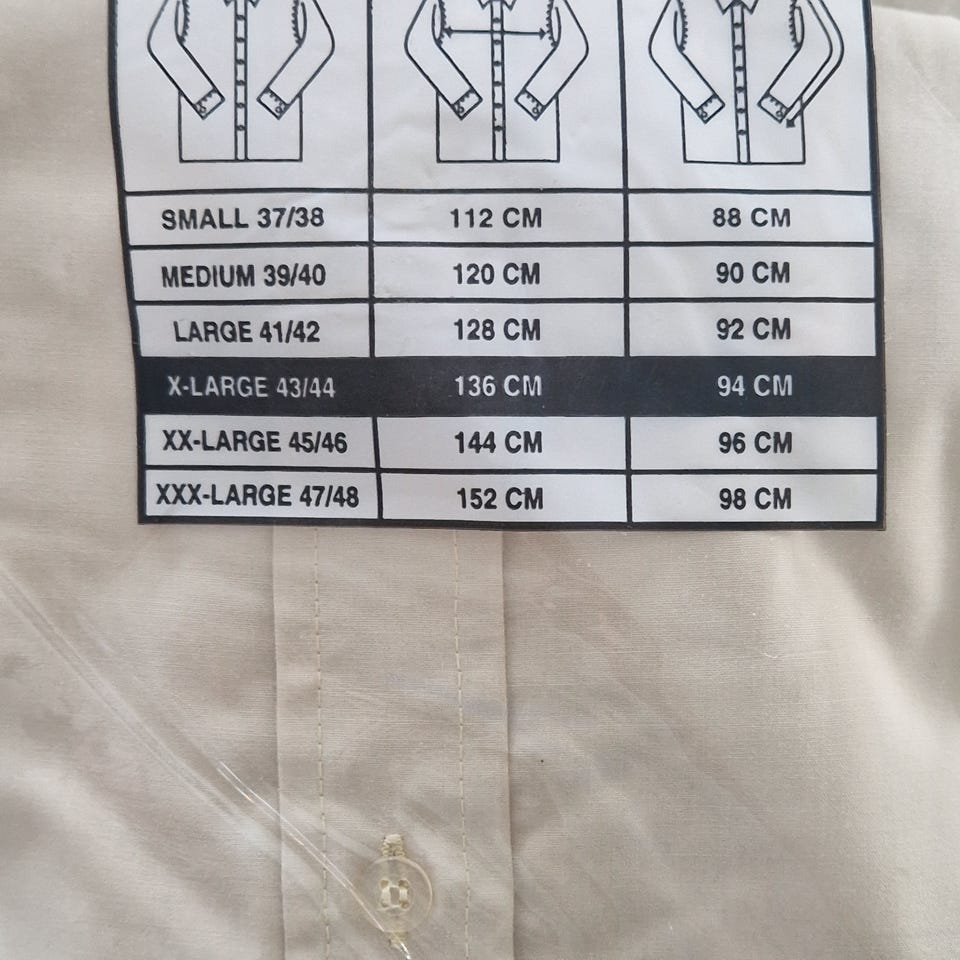 SMALL 37/38 112 CM 88 CM
MEDIUM 39/40 120 CM 90 CM
LARGE 41/42 128 CM 92 CM
X-LARGE 43/44 136 CM 94 CM
XX-LARGE 45/46 144 CM 96 CM
XXX-LARGE 47/48 152 CM 98 CM